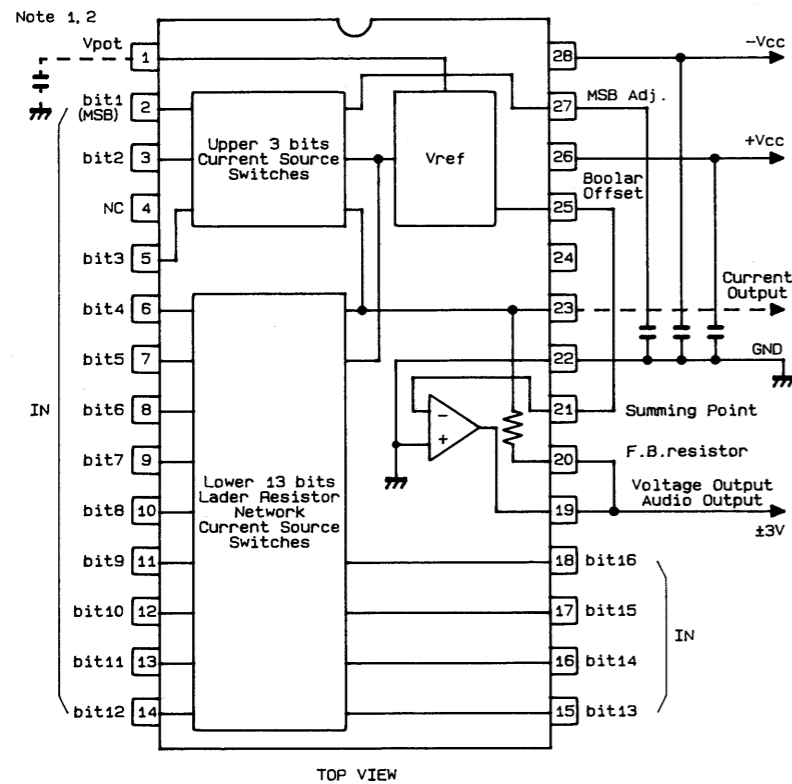 Note 1, 2
Vpot
1
bit1
(MSB)
2
bit2
3
NC
4
bit3
5
bit4
6
bit5
7
bit6
8
bit7
9
bit8
10
bit9
11
bit10
12
bit11
13
bit12
14
IN
Upper 3 bits
Current Source
Switches
Vref
Lower 13 bits
Lader Resistor
Network
Current Source
Switches
−
+
28
−Vcc
27
MSB Adj.
26
+Vcc
25
Boolar
Offset
24
23
Current
Output
22
GND
21
Summing Point
20
F.B.resistor
19
Voltage Output
Audio Output
±3V
18
bit16
17
bit15
16
bit14
15
bit13
IN
TOP VIEW